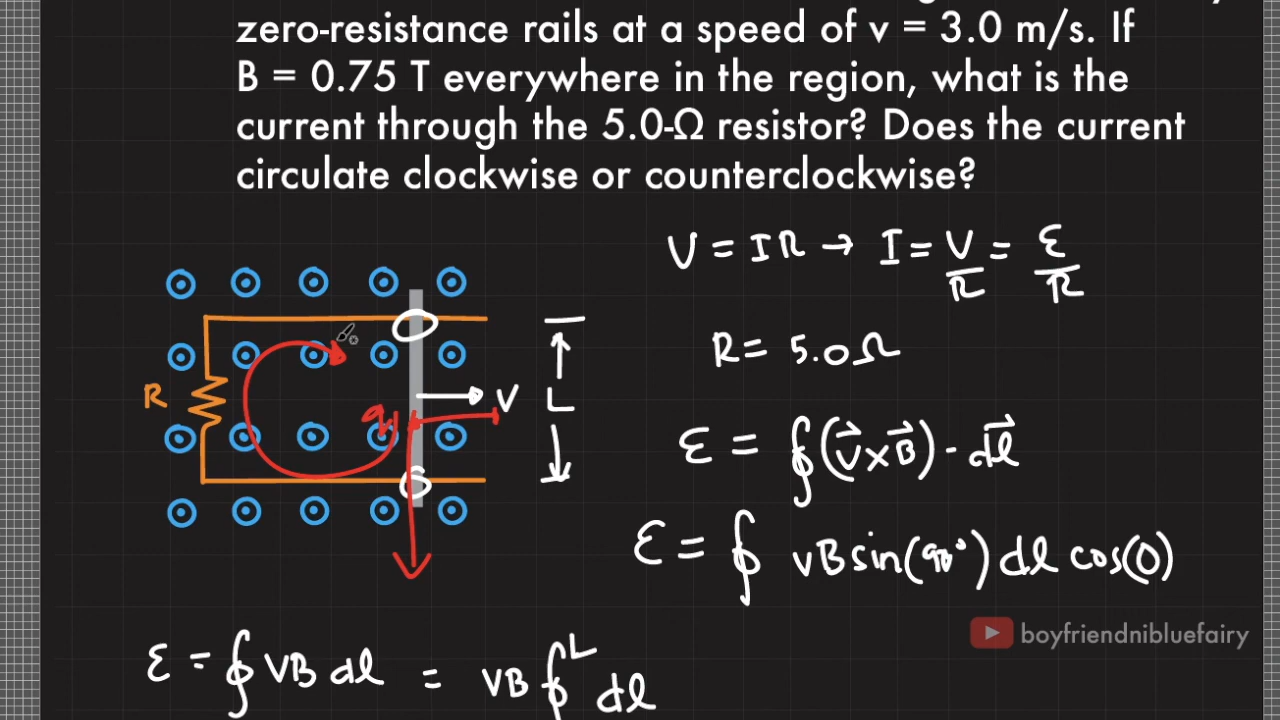 zero-resistance rails at a speed of v = 3.0 m/s. If
B = 0.75 T everywhere in the region, what is the
current through the 5.0-Ω resistor? Does the current
circulate clockwise or counterclockwise?
V = IR → I = V/R = ε/R
R = 5.0Ω
R
q
V
L
ε = ∮(v⃗×B⃗)·dl⃗
ε = ∮ vB sin(90°) dl cos(0)
boyfriendnibluefairy
ε = ∮ vB dl = vB ∮^L dl